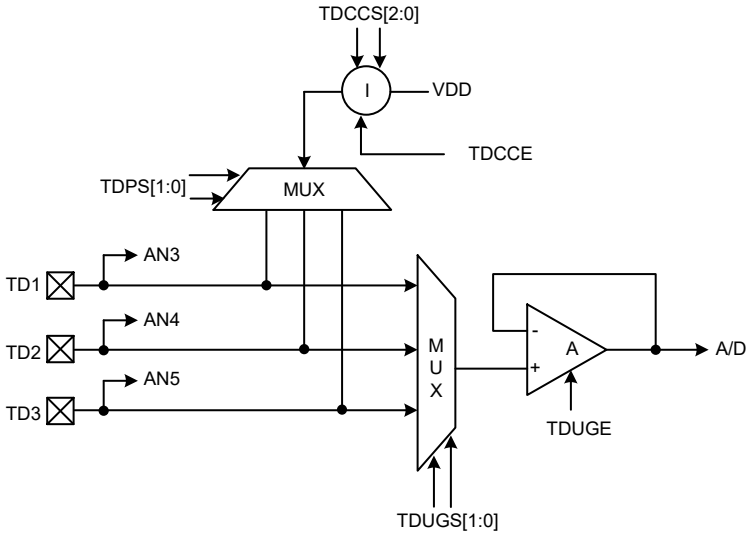 TDCCS[2:0]
I
VDD
TDCCE
TDPS[1:0]
MUX
AN3
TD1
AN4
TD2
AN5
TD3
M
U
X
-
+
A
A/D
TDUGE
TDUGS[1:0]